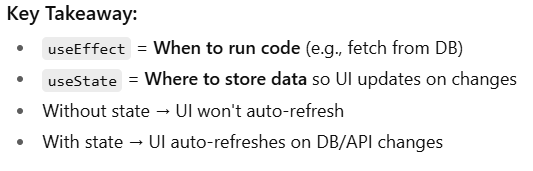 Key Takeaway:
• useEffect = When to run code (e.g., fetch from DB)
• useState = Where to store data so UI updates on changes
• Without state → UI won't auto-refresh
• With state → UI auto-refreshes on DB/API changes